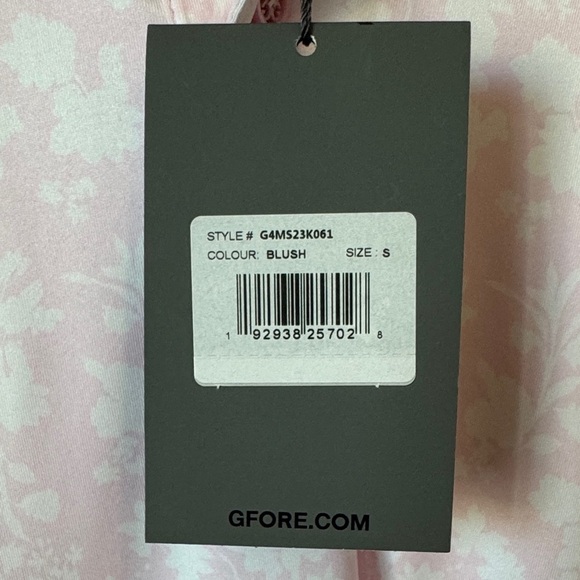 STYLE # G4MS23K061
COLOUR: BLUSH SIZE : S
1 92938 25702 8
GFORE.COM